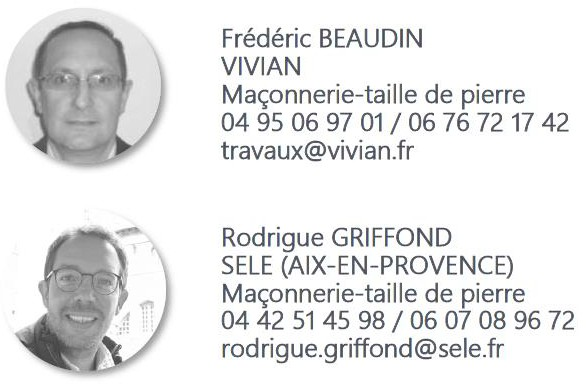 Frédéric BEAUDIN
VIVIAN
Maçonnerie-taille de pierre
04 95 06 97 01 / 06 76 72 17 42
travaux@vivian.fr
Rodrigue GRIFFOND
SELE (AIX-EN-PROVENCE)
Maçonnerie-taille de pierre
04 42 51 45 98 / 06 07 08 96 72
rodrigue.griffond@sele.fr